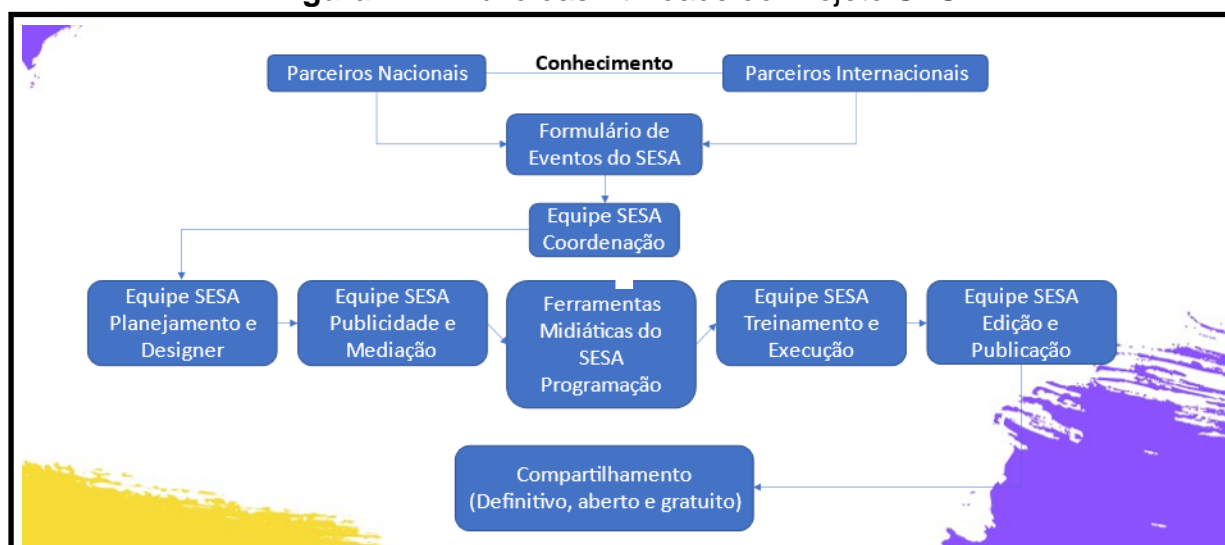 Parceiros Nacionais
Conhecimento
Parceiros Internacionais
Formulário de
Eventos do SESA
Equipe SESA
Coordenação
Equipe SESA
Planejamento e
Designer
Equipe SESA
Publicidade e
Mediação
Ferramentas
Midiáticas do
SESA
Programação
Equipe SESA
Treinamento e
Execução
Equipe SESA
Edição e
Publicação
Compartilhamento
(Definitivo, aberto e gratuito)